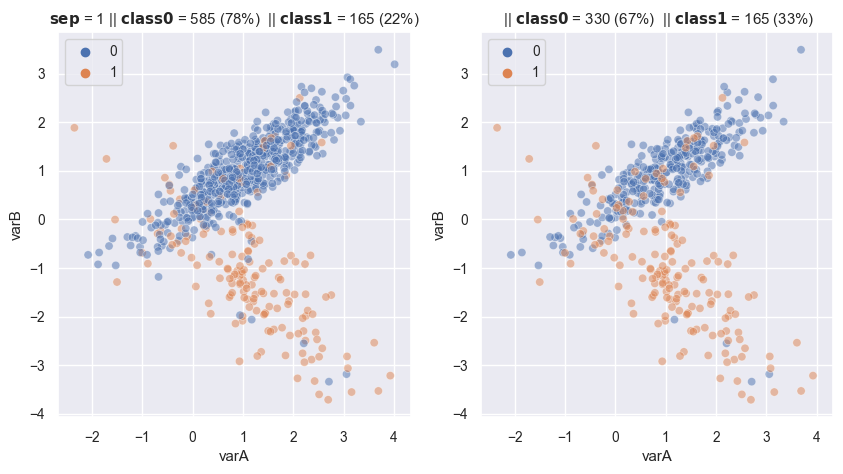 sep = 1 || class0 = 585 (78%) || class1 = 165 (22%)
0
1
3
2
1
0
−1
−2
−3
−4
varB
−2 −1 0 1 2 3 4
varA
|| class0 = 330 (67%) || class1 = 165 (33%)
0
1
3
2
1
0
−1
−2
−3
−4
varB
−2 −1 0 1 2 3 4
varA